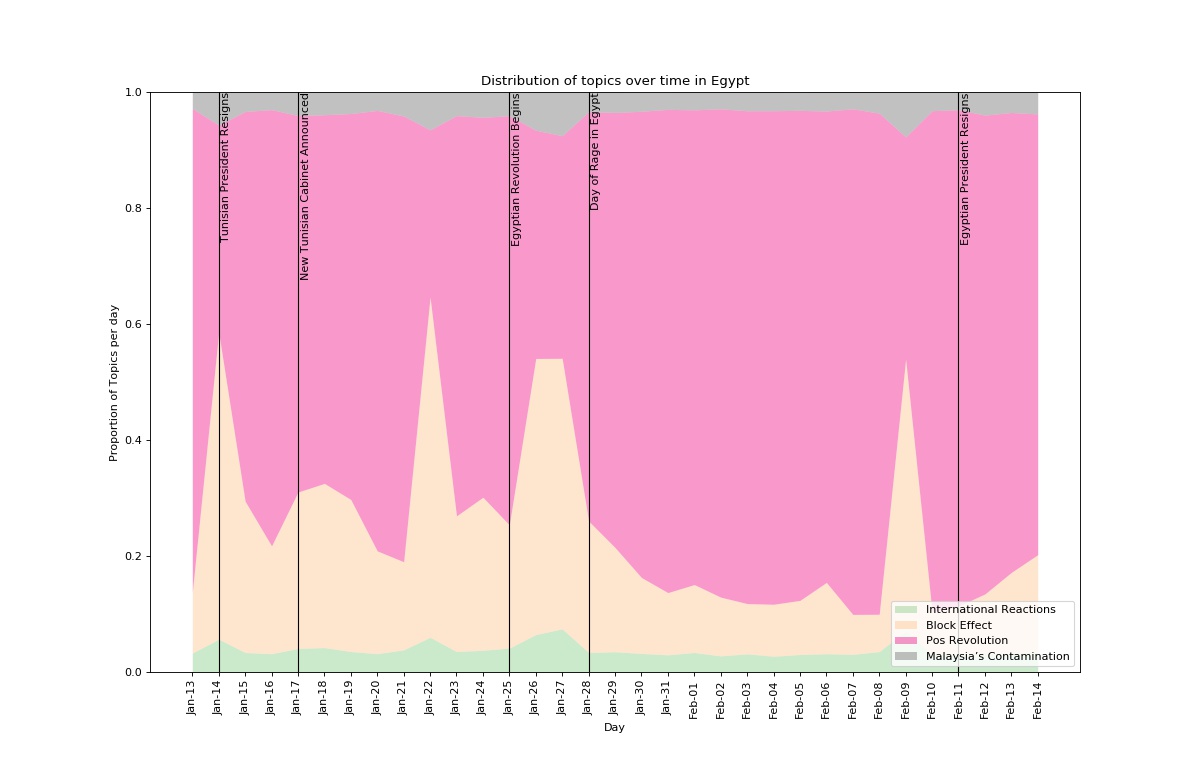 Distribution of topics over time in Egypt
Proportion of Topics per day
1.0
0.8
0.6
0.4
0.2
0.0
Tunisian President Resigns
New Tunisian Cabinet Announced
Egyptian Revolution Begins
Day of Rage in Egypt
Egyptian President Resigns
International Reactions
Block Effect
Pos Revolution
Malaysia's Contamination
Jan-13
Jan-14
Jan-15
Jan-16
Jan-17
Jan-18
Jan-19
Jan-20
Jan-21
Jan-22
Jan-23
Jan-24
Jan-25
Jan-26
Jan-27
Jan-28
Jan-29
Jan-30
Jan-31
Feb-01
Feb-02
Feb-03
Feb-04
Feb-05
Feb-06
Feb-07
Feb-08
Feb-09
Feb-10
Feb-11
Feb-12
Feb-13
Feb-14
Day